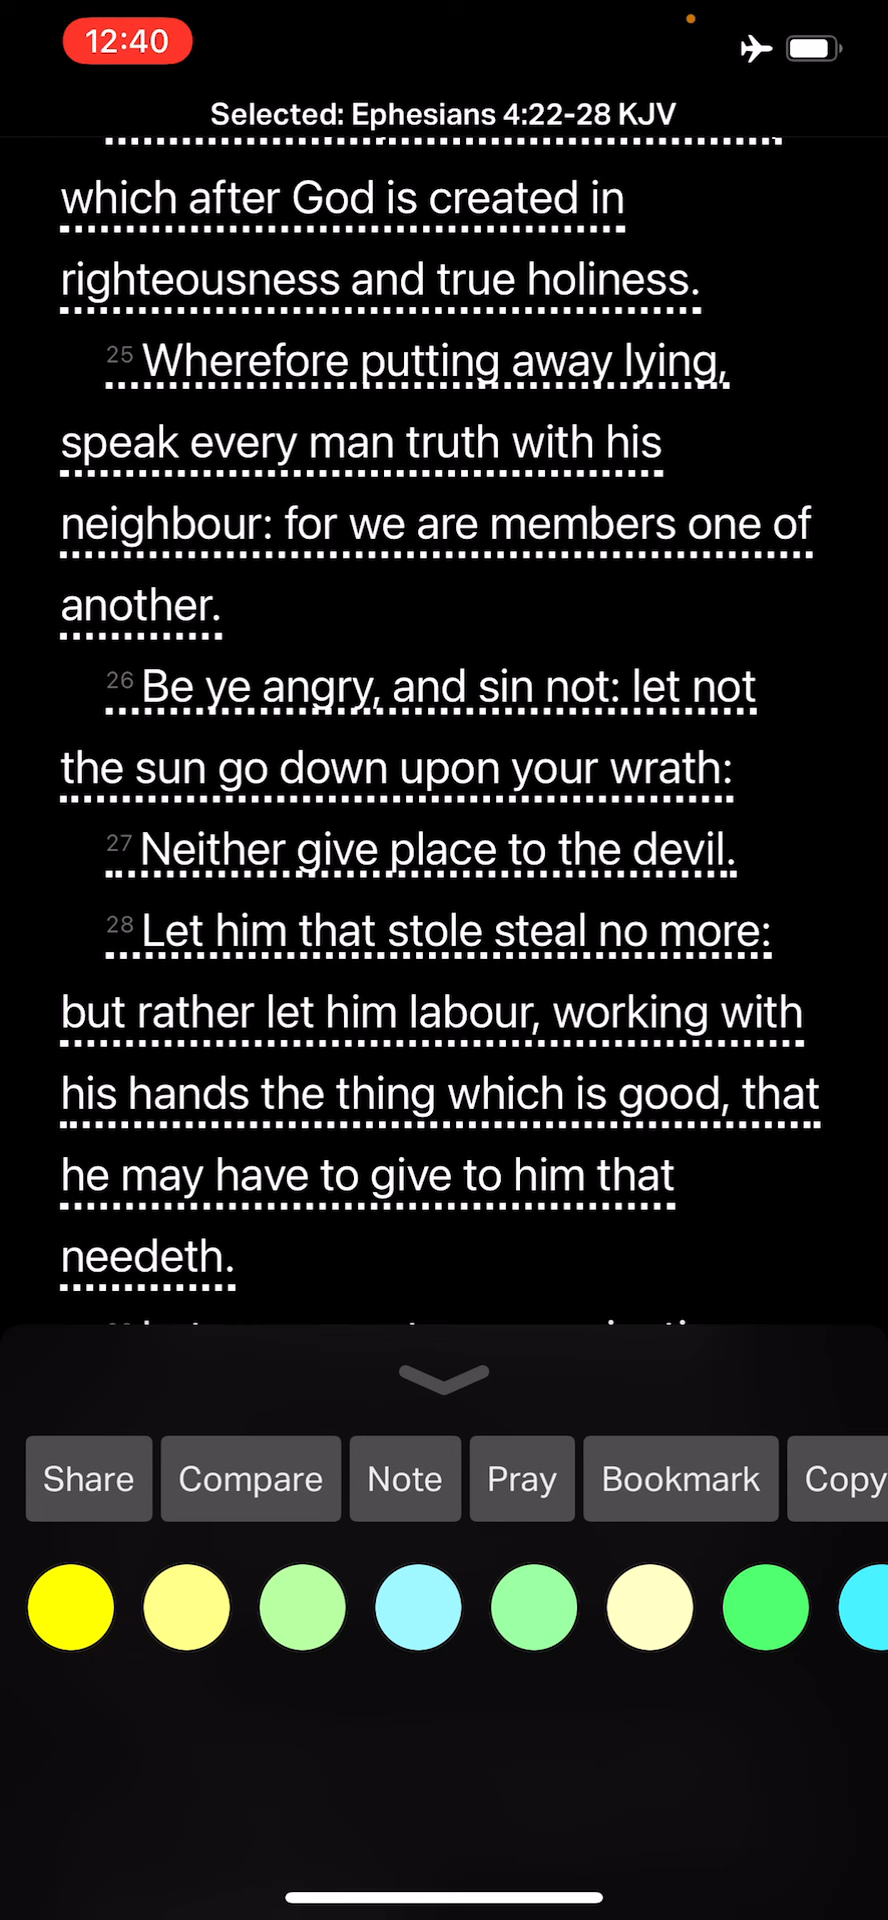 12:40
Selected: Ephesians 4:22-28 KJV
which after God is created in
righteousness and true holiness.
25 Wherefore putting away lying,
speak every man truth with his
neighbour: for we are members one of
another.
26 Be ye angry, and sin not: let not
the sun go down upon your wrath:
27 Neither give place to the devil.
28 Let him that stole steal no more:
but rather let him labour, working with
his hands the thing which is good, that
he may have to give to him that
needeth.
Share Compare Note Pray Bookmark Copy